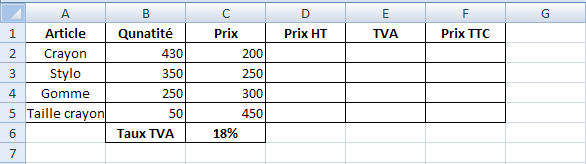 A B C D E F G
1 Article Qunatité Prix Prix HT TVA Prix TTC
2 Crayon 430 200
3 Stylo 350 250
4 Gomme 250 300
5 Taille crayon 50 450
6 Taux TVA 18%
7